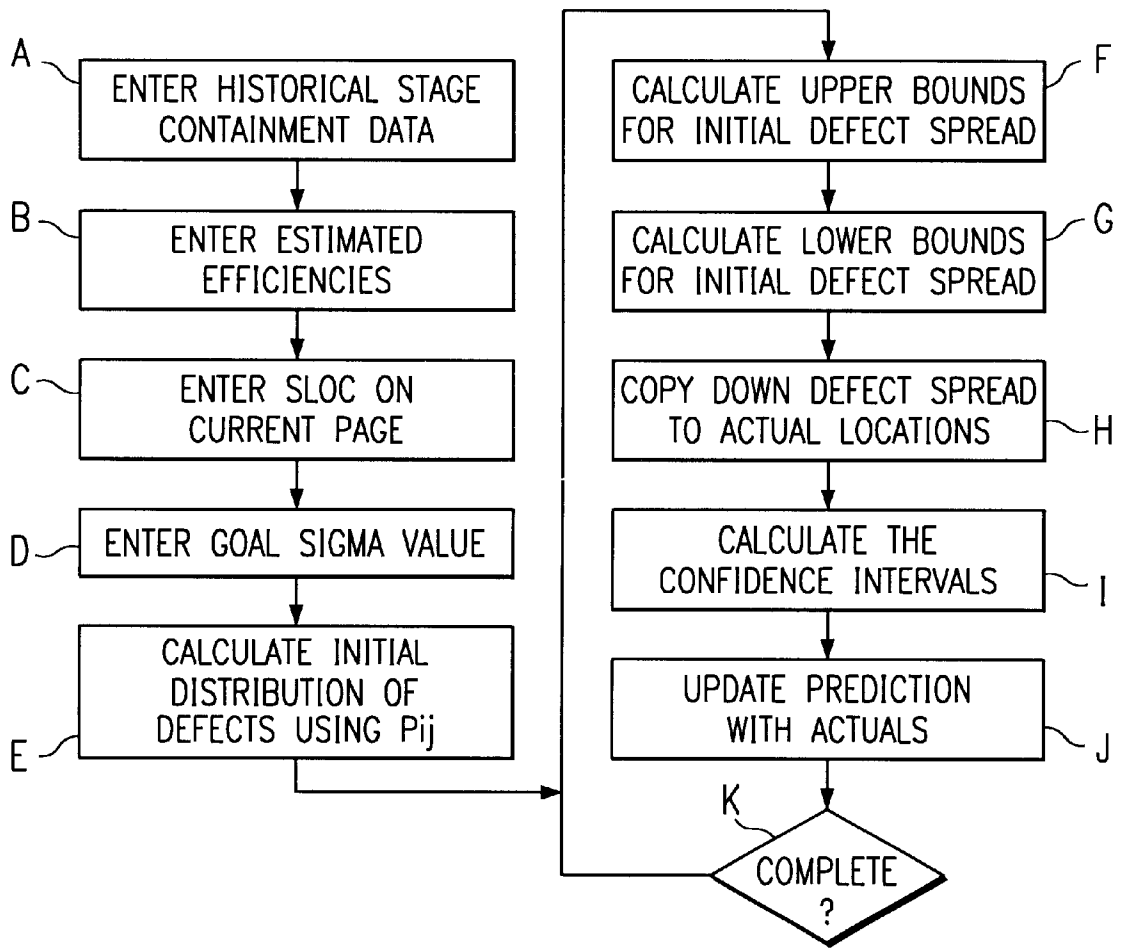 A
ENTER HISTORICAL STAGE
CONTAINMENT DATA
B
ENTER ESTIMATED
EFFICIENCIES
C
ENTER SLOC ON
CURRENT PAGE
D
ENTER GOAL SIGMA VALUE
E
CALCULATE INITIAL
DISTRIBUTION OF
DEFECTS USING Pij
F
CALCULATE UPPER BOUNDS
FOR INITIAL DEFECT SPREAD
G
CALCULATE LOWER BOUNDS
FOR INITIAL DEFECT SPREAD
H
COPY DOWN DEFECT SPREAD
TO ACTUAL LOCATIONS
I
CALCULATE THE
CONFIDENCE INTERVALS
J
UPDATE PREDICTION
WITH ACTUALS
K
COMPLETE
?